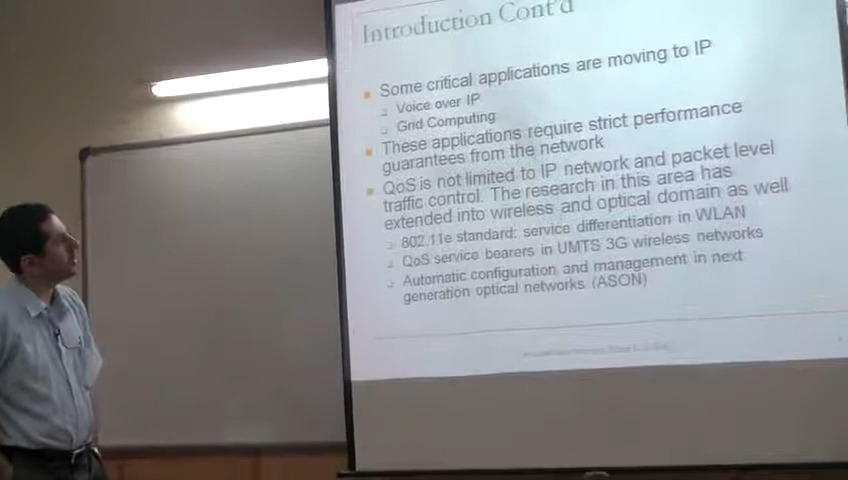 Introduction Cont'd
Some critical applications are moving to IP
Voice over IP
Grid Computing
These applications require strict performance
guarantees from the network
QoS is not limited to IP network and packet level
traffic control. The research in this area has
extended into wireless and optical domain as well
802.11e standard: service differentiation in WLAN
QoS service bearers in UMTS 3G wireless networks
Automatic configuration and management in next
generation optical networks (ASON)